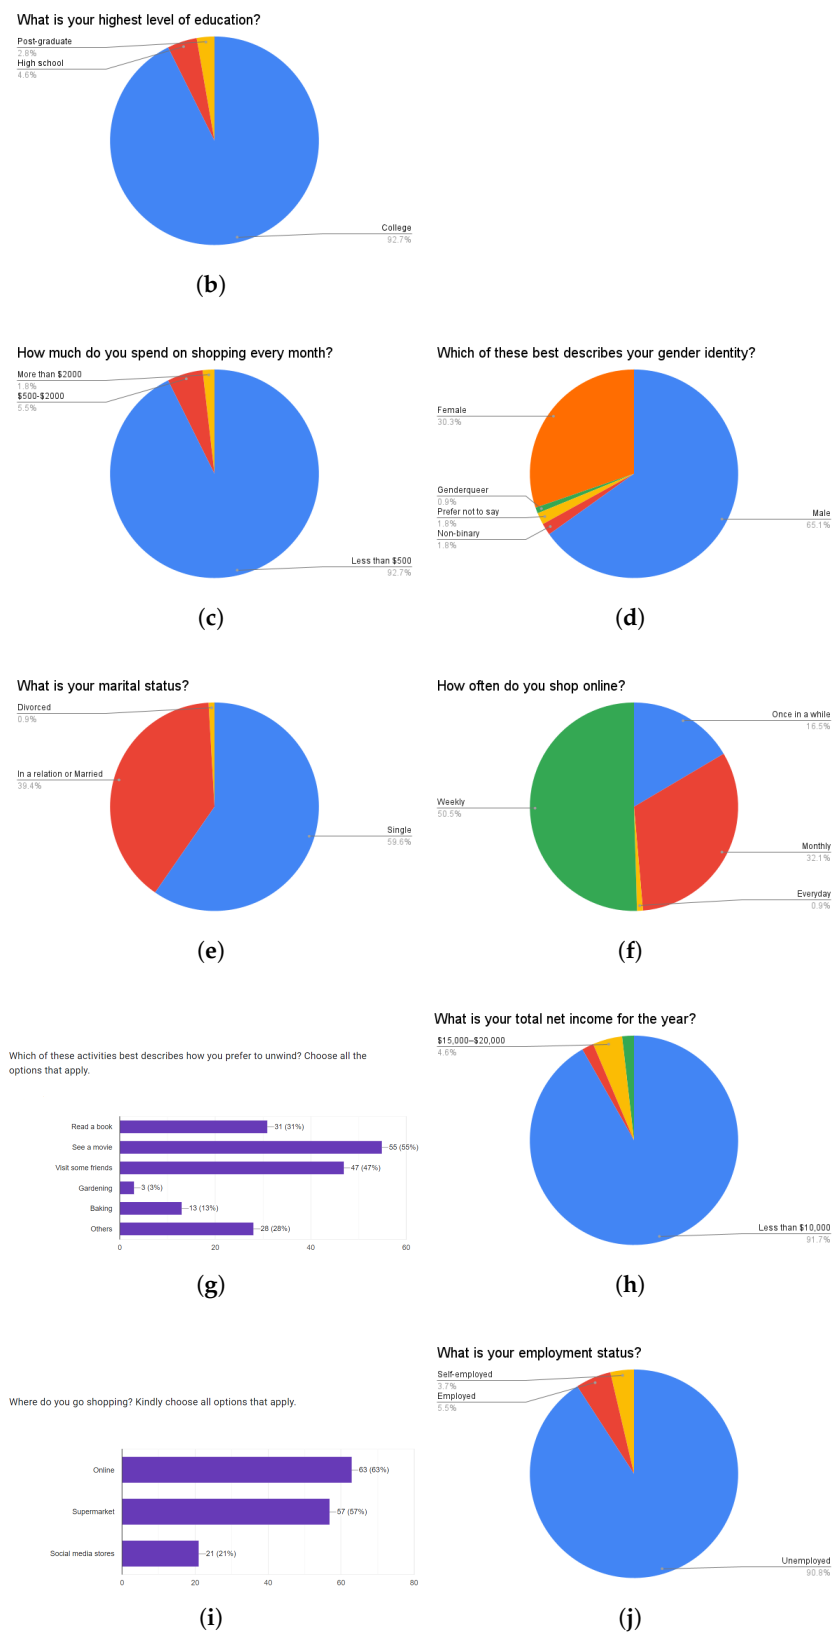 What is your highest level of education?
Post-graduate
2.8%
High school
4.6%
College
92.7%
(b)
How much do you spend on shopping every month?
More than $2000
1.8%
$500-$2000
5.5%
Less than $500
92.7%
(c)
Which of these best describes your gender identity?
Female
30.3%
Genderqueer
0.9%
Prefer not to say
1.8%
Non-binary
1.8%
Male
65.1%
(d)
What is your marital status?
Divorced
0.9%
In a relation or Married
39.4%
Single
59.6%
(e)
How often do you shop online?
Once in a while
16.5%
Weekly
50.5%
Monthly
32.1%
Everyday
0.9%
(f)
Which of these activities best describes how you prefer to unwind? Choose all the
options that apply.
Read a book 31 (31%)
See a movie 55 (55%)
Visit some friends 47 (47%)
Gardening 3 (3%)
Baking 13 (13%)
Others 28 (28%)
0 20 40 60
(g)
What is your total net income for the year?
$15,000–$20,000
4.6%
Less than $10,000
91.7%
(h)
Where do you go shopping? Kindly choose all options that apply.
Online 63 (63%)
Supermarket 57 (57%)
Social media stores 21 (21%)
0 20 40 60 80
(i)
What is your employment status?
Self-employed
3.7%
Employed
5.5%
Unemployed
90.8%
(j)